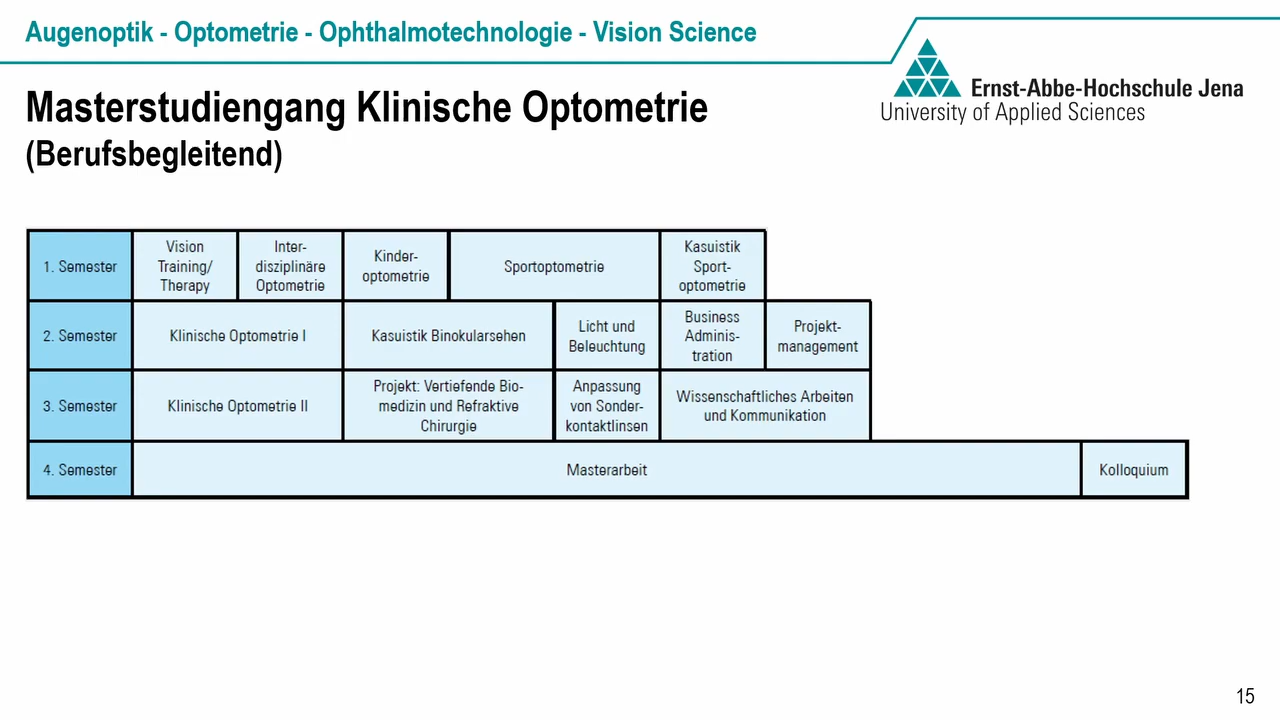 Augenoptik - Optometrie - Ophthalmotechnologie - Vision Science
Ernst-Abbe-Hochschule Jena
University of Applied Sciences
Masterstudiengang Klinische Optometrie
(Berufsbegleitend)
1. Semester
Vision
Training/
Therapy
Inter-
disziplinäre
Optometrie
Kinder-
optometrie
Sportoptometrie
Kasuistik
Sport-
optometrie
2. Semester
Klinische Optometrie I
Kasuistik Binokularsehen
Licht und
Beleuchtung
Business
Adminis-
tration
Projekt-
management
3. Semester
Klinische Optometrie II
Projekt: Vertiefende Bio-
medizin und Refraktive
Chirurgie
Anpassung
von Sonder-
kontaktlinsen
Wissenschaftliches Arbeiten
und Kommunikation
4. Semester
Masterarbeit
Kolloquium
15